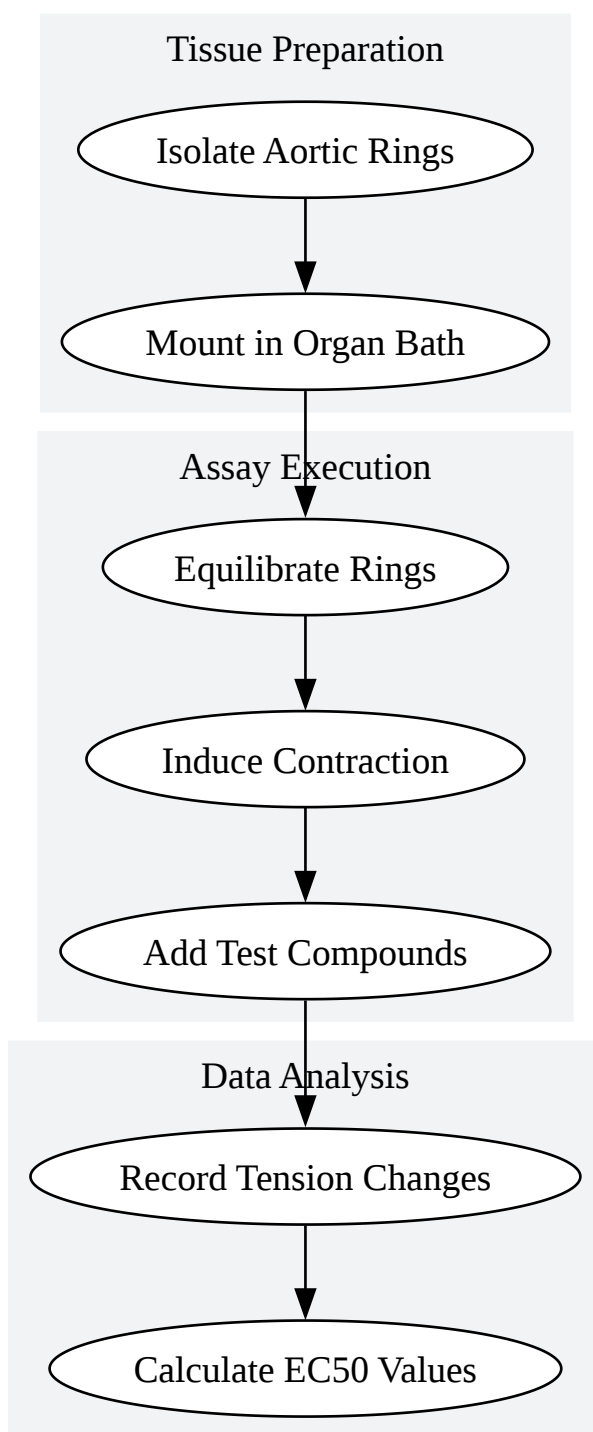 Tissue Preparation
Isolate Aortic Rings
Mount in Organ Bath
Assay Execution
Equilibrate Rings
Induce Contraction
Add Test Compounds
Data Analysis
Record Tension Changes
Calculate EC50 Values